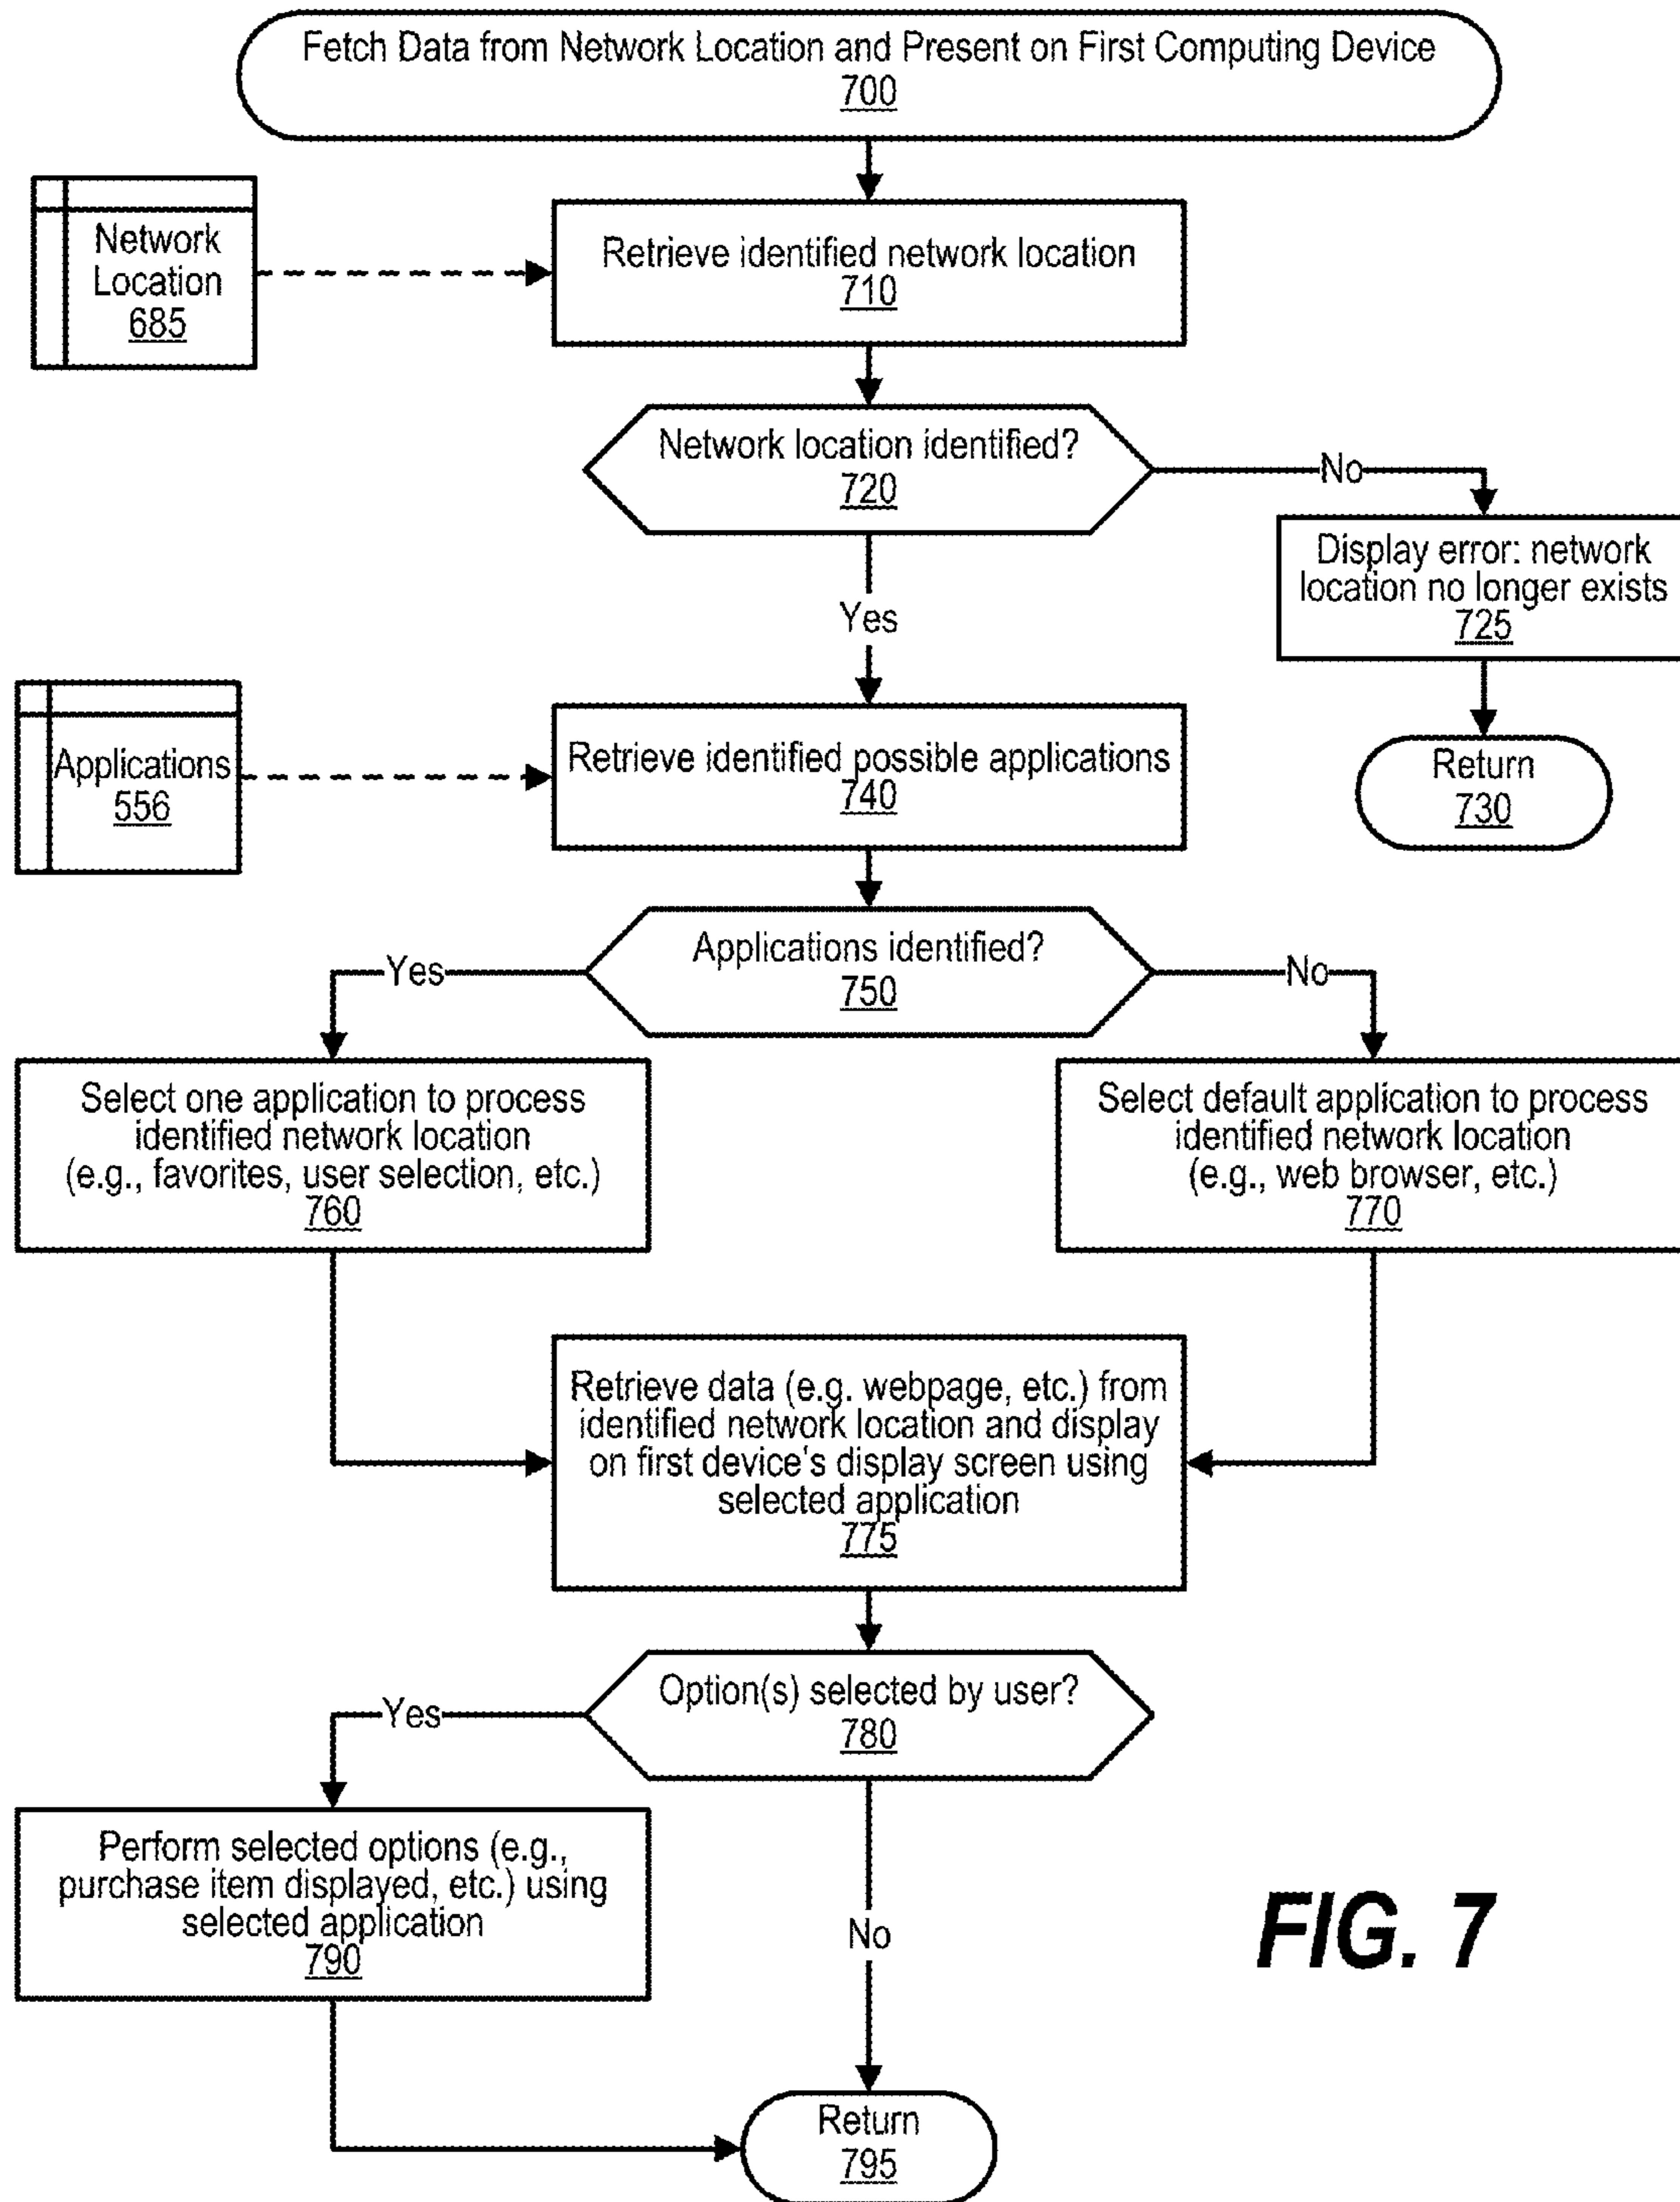 Fetch Data from Network Location and Present on First Computing Device
700
Network
Location
685
Retrieve identified network location
710
Network location identified?
720
No
Display error: network
location no longer exists
725
Yes
Return
730
Applications
556
Retrieve identified possible applications
740
Applications identified?
750
Yes
No
Select one application to process
identified network location
(e.g., favorites, user selection, etc.)
760
Select default application to process
identified network location
(e.g., web browser, etc.)
770
Retrieve data (e.g. webpage, etc.) from
identified network location and display
on first device's display screen using
selected application
775
Option(s) selected by user?
780
Yes
Perform selected options (e.g.,
purchase item displayed, etc.) using
selected application
790
No
FIG. 7
Return
795